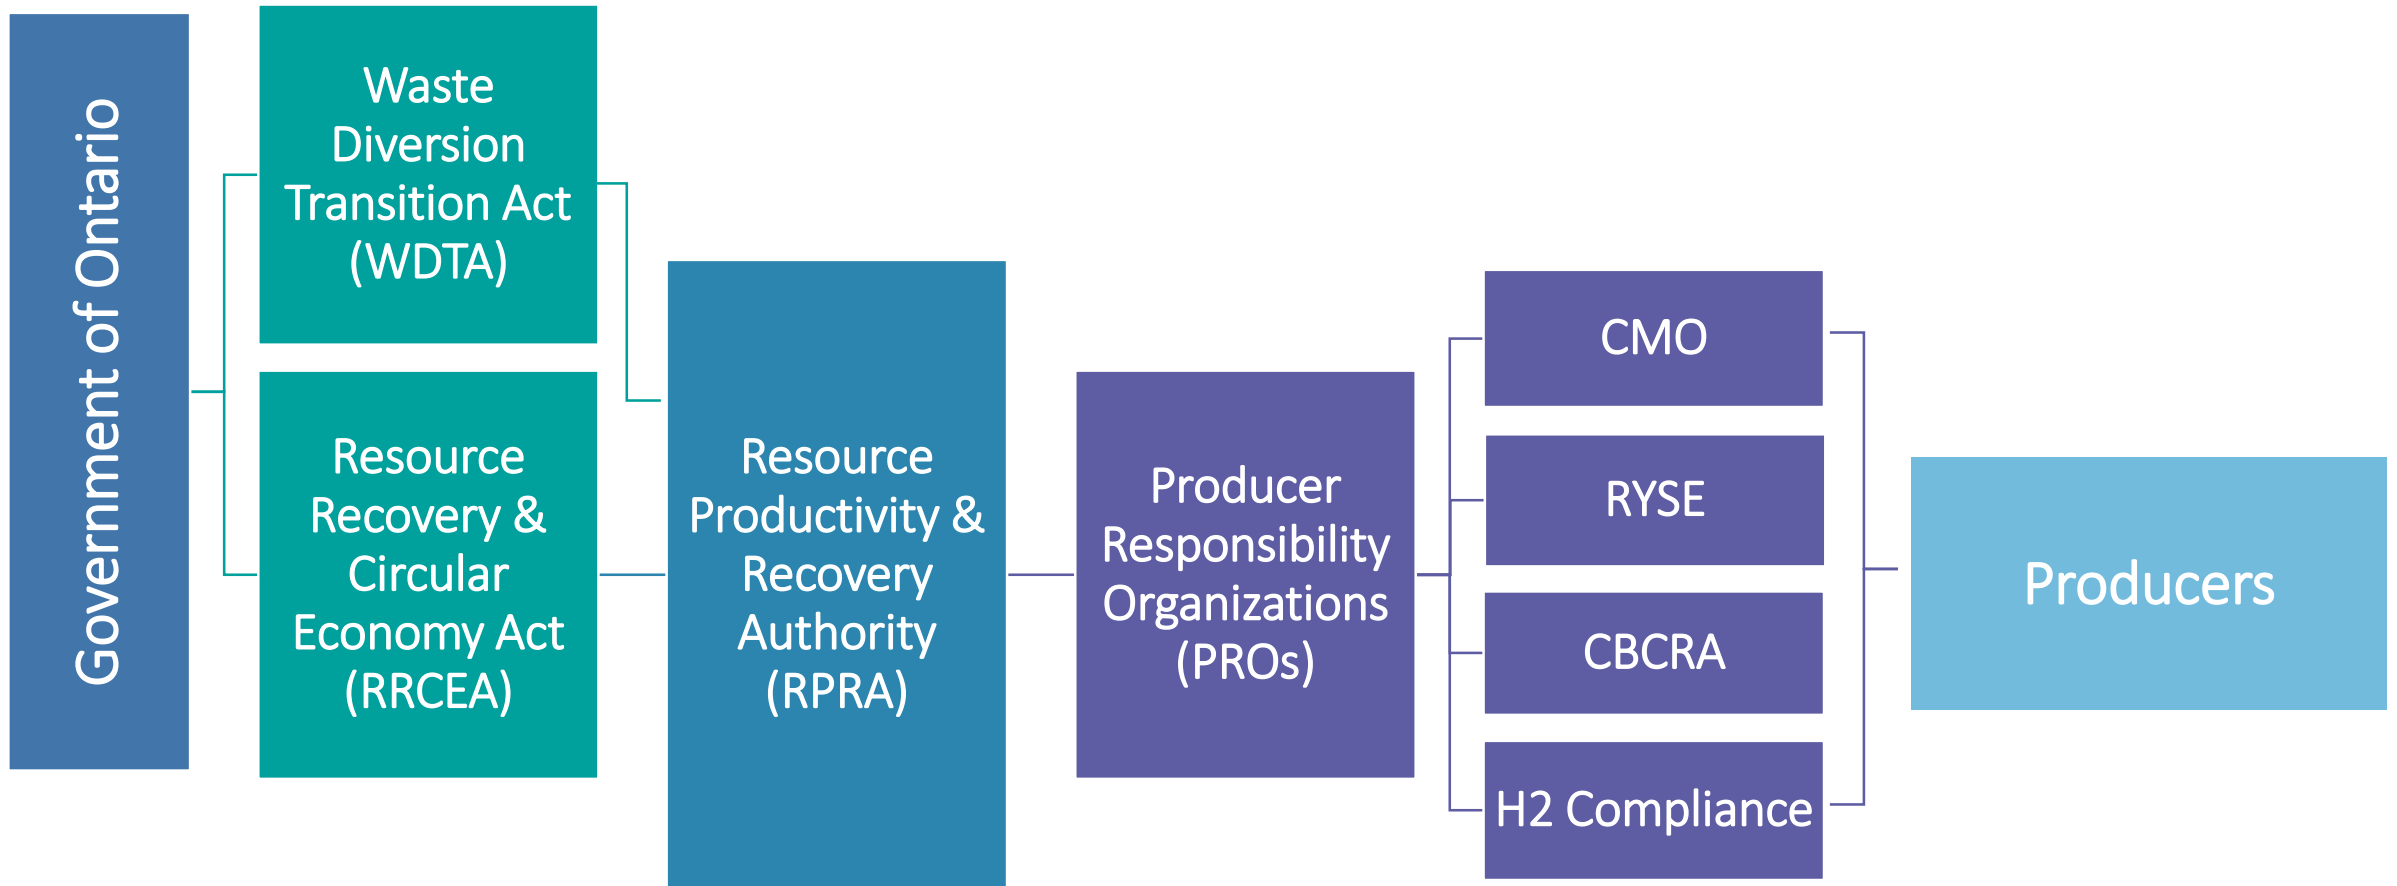 Government of Ontario
Waste
Diversion
Transition Act
(WDTA)
Resource
Recovery &
Circular
Economy Act
(RRCEA)
Resource
Productivity &
Recovery
Authority
(RPRA)
Producer
Responsibility
Organizations
(PROs)
CMO
RYSE
CBCRA
H2 Compliance
Producers